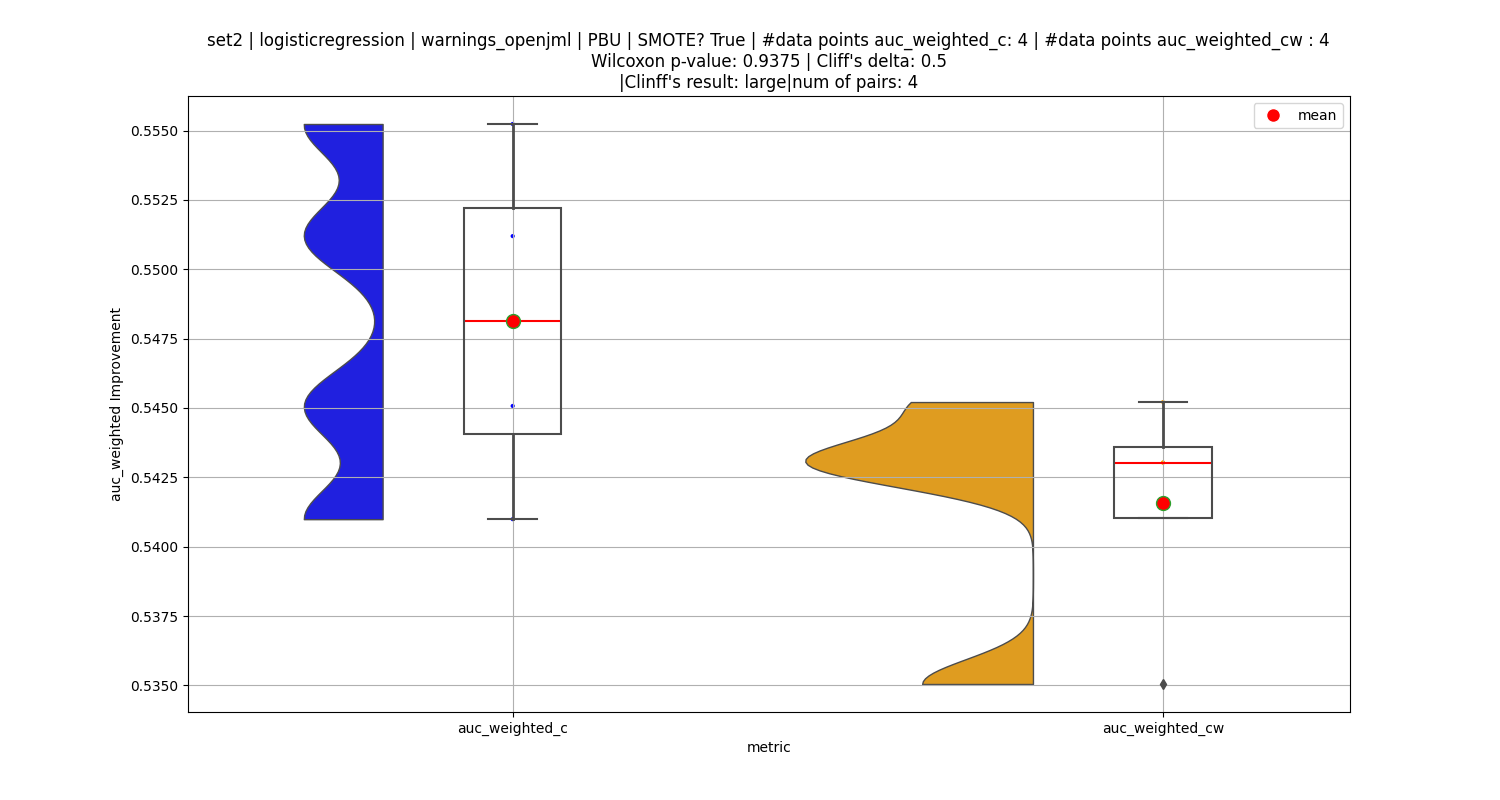 set2 | logisticregression | warnings_openjml | PBU | SMOTE? True | #data points auc_weighted_c: 4 | #data points auc_weighted_cw : 4
Wilcoxon p-value: 0.9375 | Cliff's delta: 0.5
|Clinff's result: large|num of pairs: 4
mean
0.5550
0.5525
0.5500
0.5475
0.5450
0.5425
0.5400
0.5375
0.5350
auc_weighted Improvement
auc_weighted_c
auc_weighted_cw
metric